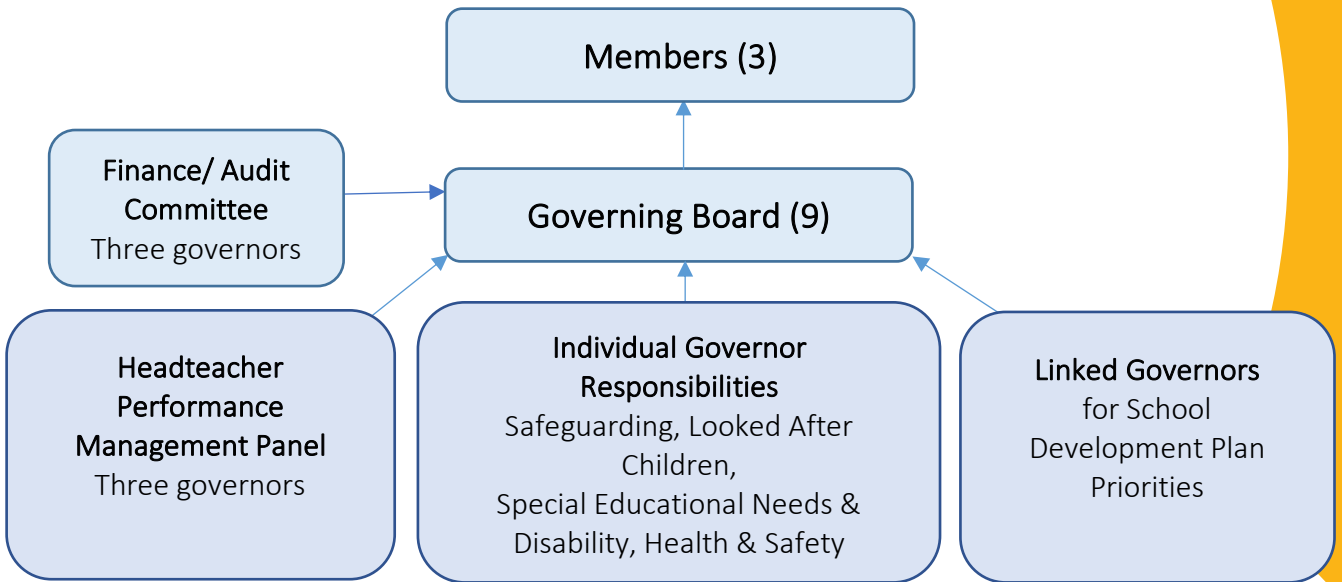 Members (3)
Finance/ Audit
Committee
Three governors
Governing Board (9)
Headteacher
Performance
Management Panel
Three governors
Individual Governor
Responsibilities
Safeguarding, Looked After
Children,
Special Educational Needs &
Disability, Health & Safety
Linked Governors
for School
Development Plan
Priorities